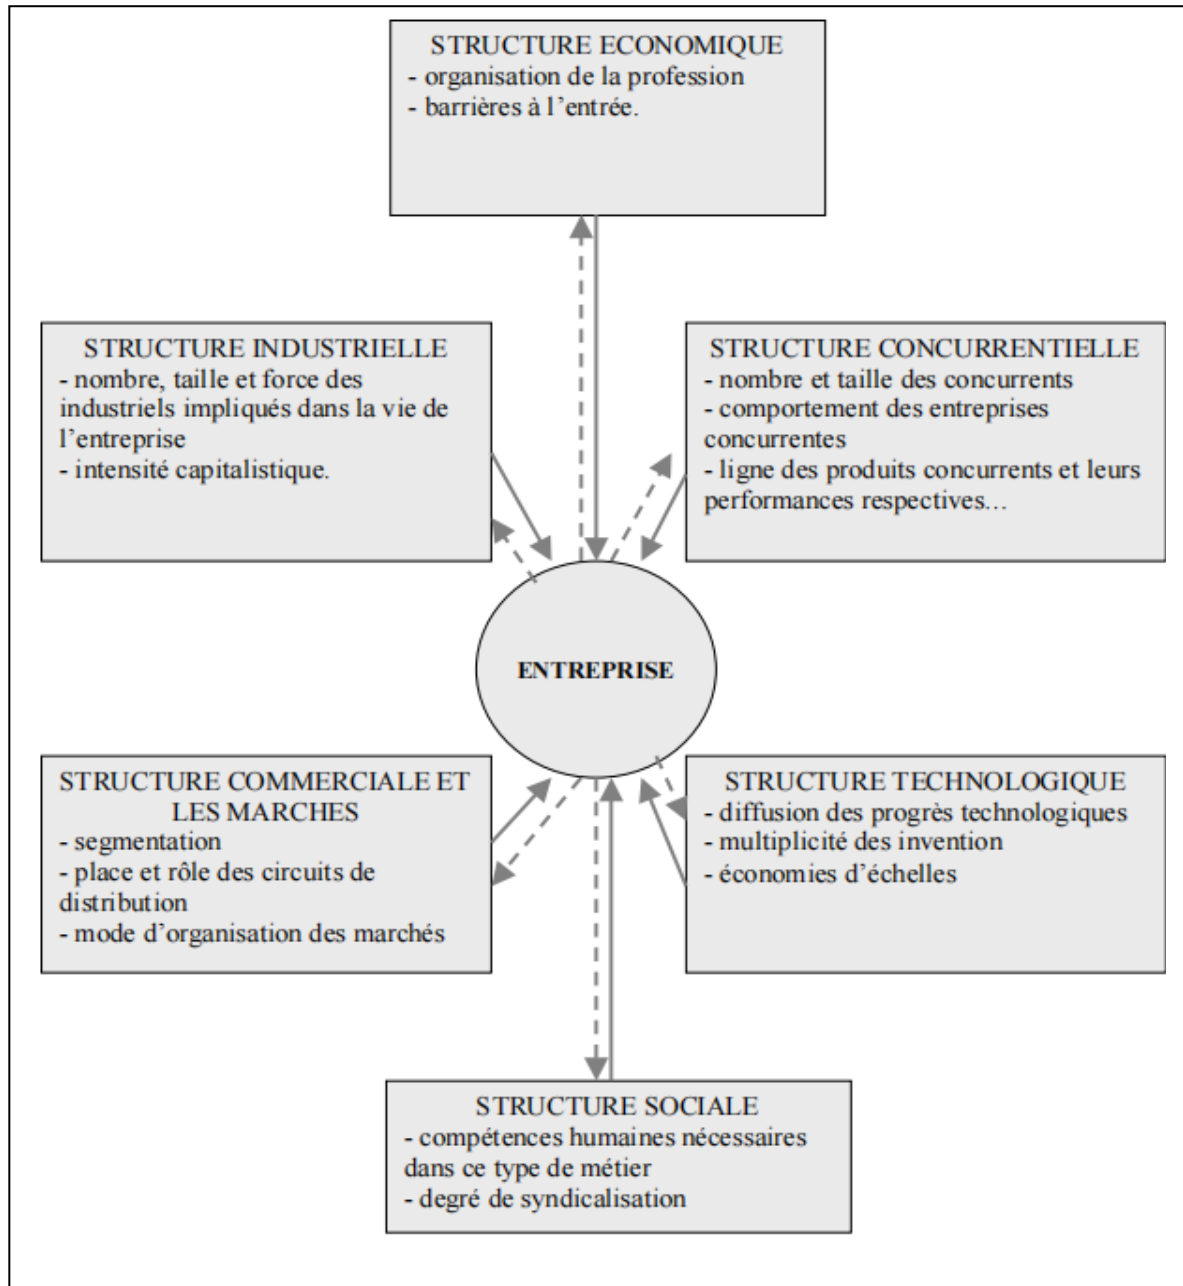 STRUCTURE ECONOMIQUE
- organisation de la profession
- barrières à l’entrée.
STRUCTURE INDUSTRIELLE
- nombre, taille et force des
industriels impliqués dans la vie de
l’entreprise
- intensité capitalistique.
STRUCTURE CONCURRENTIELLE
- nombre et taille des concurrents
- comportement des entreprises
concurrentes
- ligne des produits concurrents et leurs
performances respectives…
ENTREPRISE
STRUCTURE COMMERCIALE ET
LES MARCHES
- segmentation
- place et rôle des circuits de
distribution
- mode d’organisation des marchés
STRUCTURE TECHNOLOGIQUE
- diffusion des progrès technologiques
- multiplicité des invention
- économies d’échelles
STRUCTURE SOCIALE
- compétences humaines nécessaires
dans ce type de métier
- degré de syndicalisation